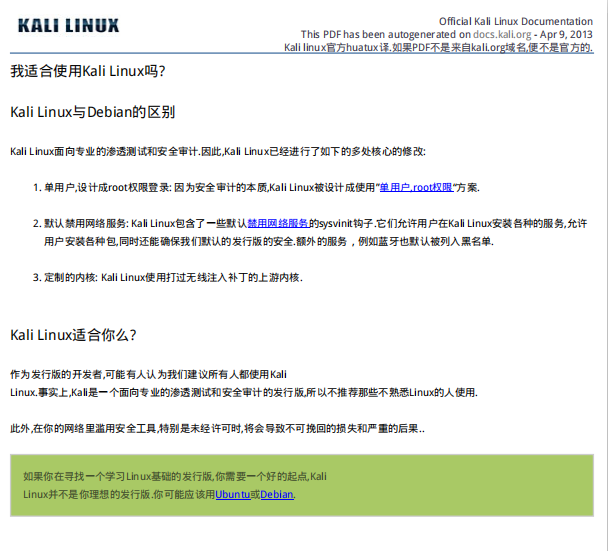 KALI LINUX
Official Kali Linux Documentation
This PDF has been autogenerated on docs.kali.org - Apr 9, 2013
Kali linux官方huatux译.如果PDF不是来自kali.org域名,便不是官方的.
我适合使用Kali Linux吗?
Kali Linux与Debian的区别
Kali Linux面向专业的渗透测试和安全审计.因此,Kali Linux已经进行了如下的多处核心的修改:
1. 单用户,设计成root权限登录: 因为安全审计的本质,Kali Linux被设计成使用"单用户,root权限"方案.
2. 默认禁用网络服务: Kali Linux包含了一些默认禁用网络服务的sysvinit钩子.它们允许用户在Kali Linux安装各种的服务,允许
用户安装各种包,同时还能确保我们默认的发行版的安全.额外的服务，例如蓝牙也默认被列入黑名单.
3. 定制的内核: Kali Linux使用打过无线注入补丁的上游内核.
Kali Linux适合你么?
作为发行版的开发者,可能有人认为我们建议所有人都使用Kali
Linux.事实上,Kali是一个面向专业的渗透测试和安全审计的发行版,所以不推荐那些不熟悉Linux的人使用.
此外,在你的网络里滥用安全工具,特别是未经许可时,将会导致不可挽回的损失和严重的后果..
如果你在寻找一个学习Linux基础的发行版,你需要一个好的起点,Kali
Linux并不是你理想的发行版.你可能应该用Ubuntu或Debian.